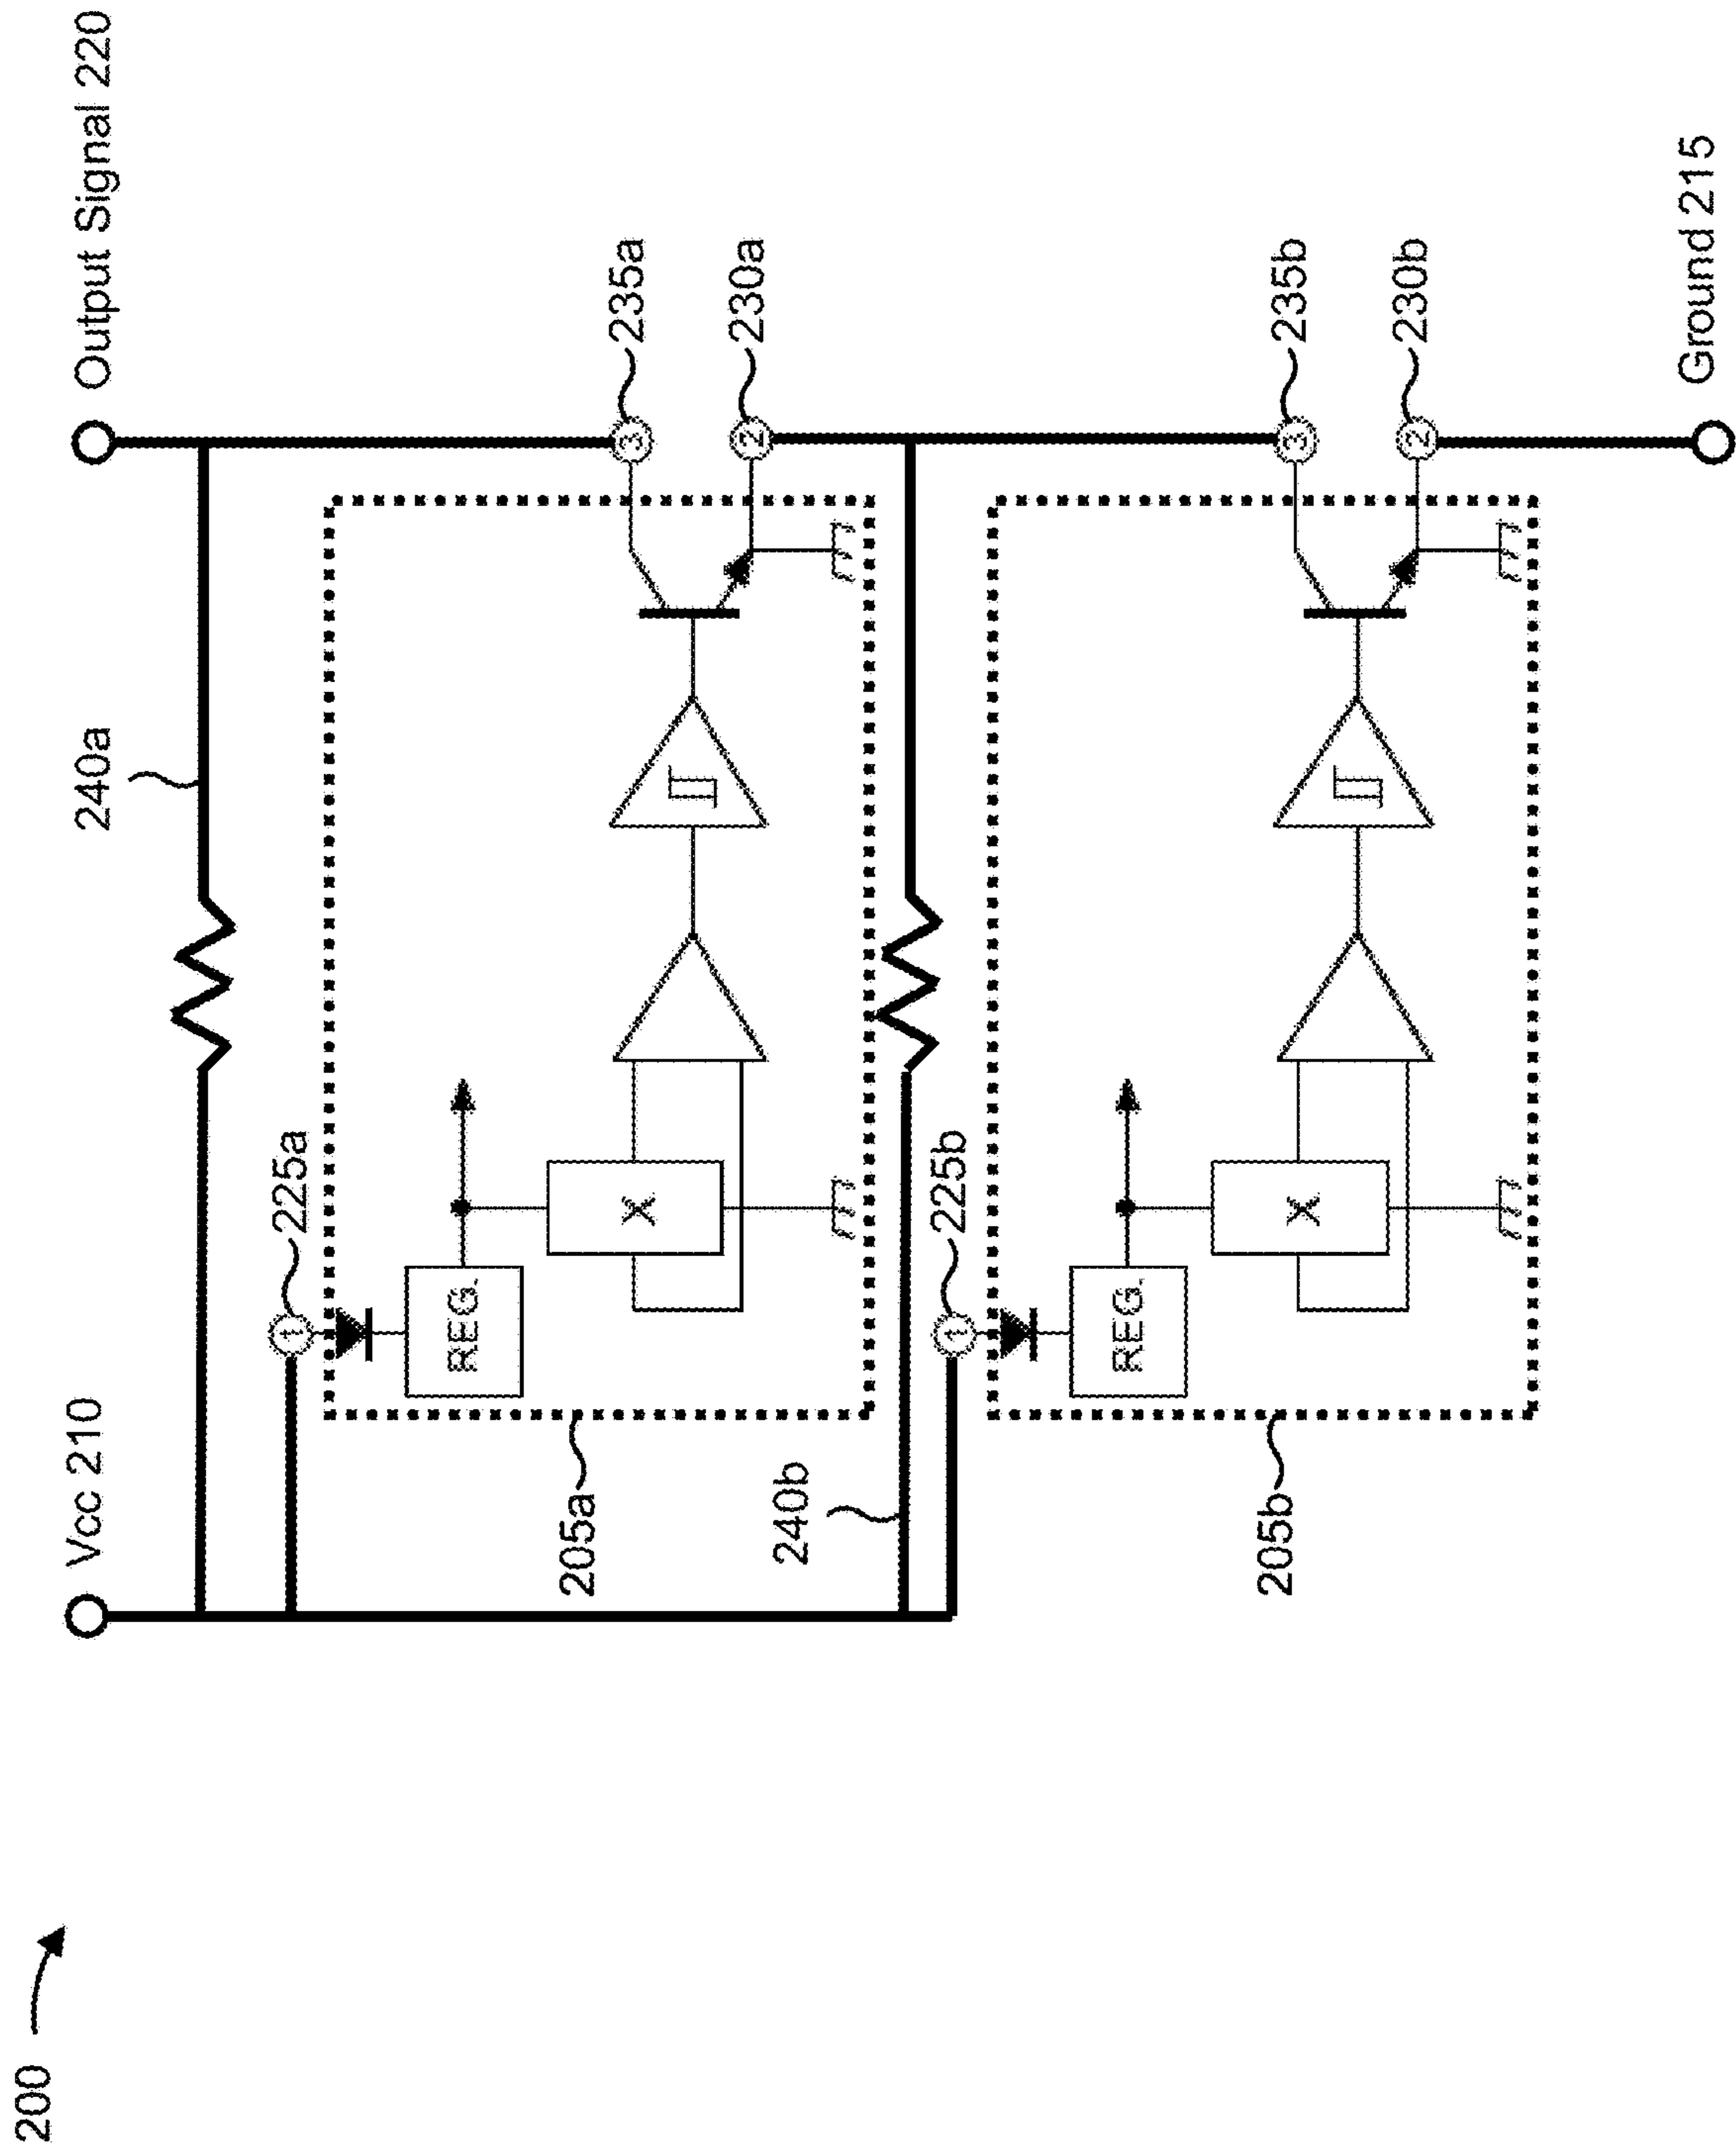 200
Vcc 210
240a
Output Signal 220
1
225a
REG.
205a
X
3
235a
2
230a
240b
1
225b
REG.
205b
X
3
235b
2
230b
Ground 215